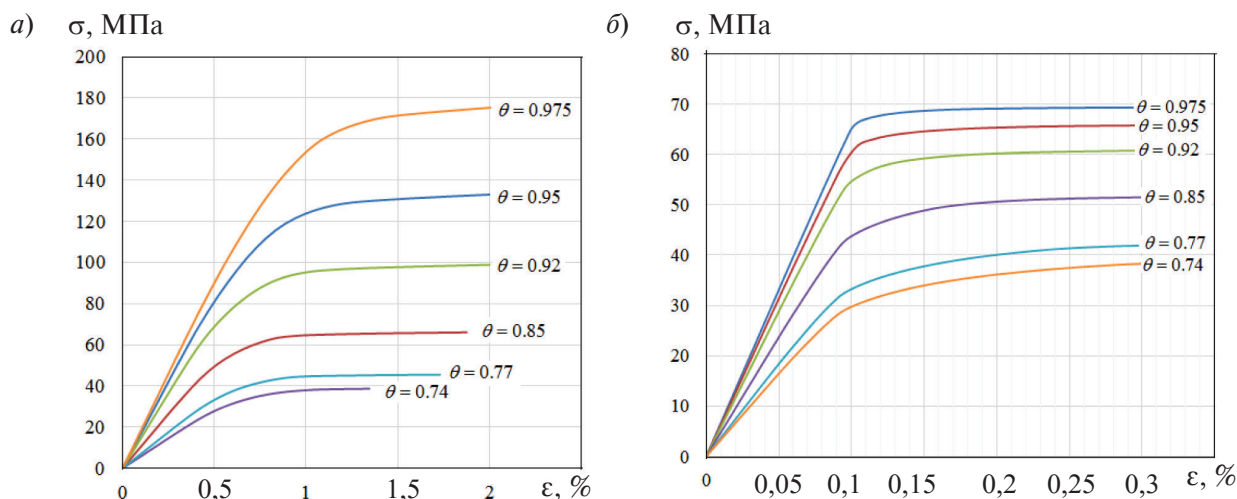 а) σ, МПа
200
180
160
140
120
100
80
60
40
20
0
θ = 0.975
θ = 0.95
θ = 0.92
θ = 0.85
θ = 0.77
θ = 0.74
0 0,5 1 1,5 2 ε, %
б) σ, МПа
80
70
60
50
40
30
20
10
0
θ = 0.975
θ = 0.95
θ = 0.92
θ = 0.85
θ = 0.77
θ = 0.74
0 0,05 0,1 0,15 0,2 0,25 0,3 ε, %